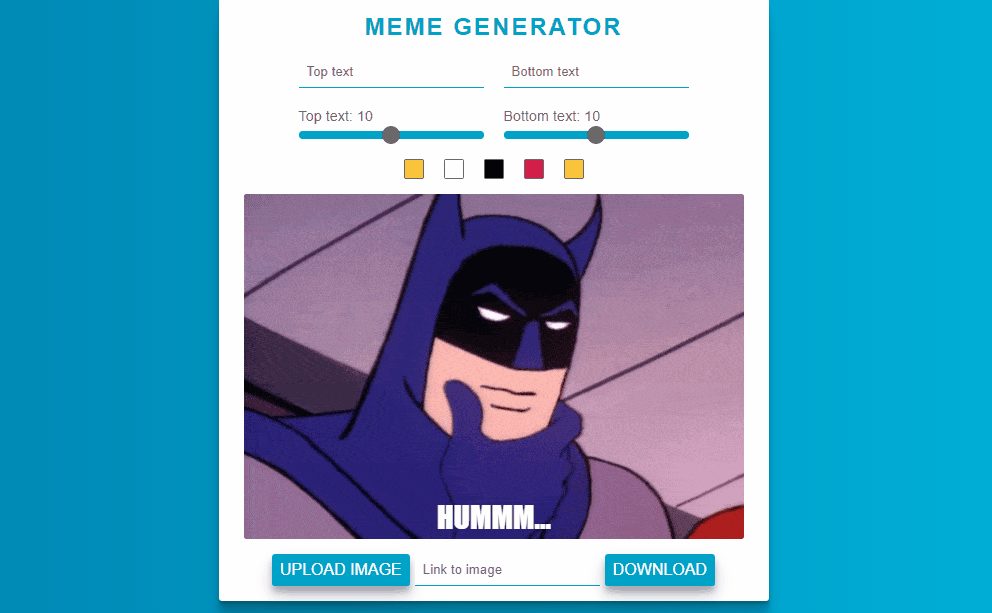 MEME GENERATOR
Top text
Bottom text
Top text: 10
Bottom text: 10
HUMMM...
UPLOAD IMAGE
Link to image
DOWNLOAD